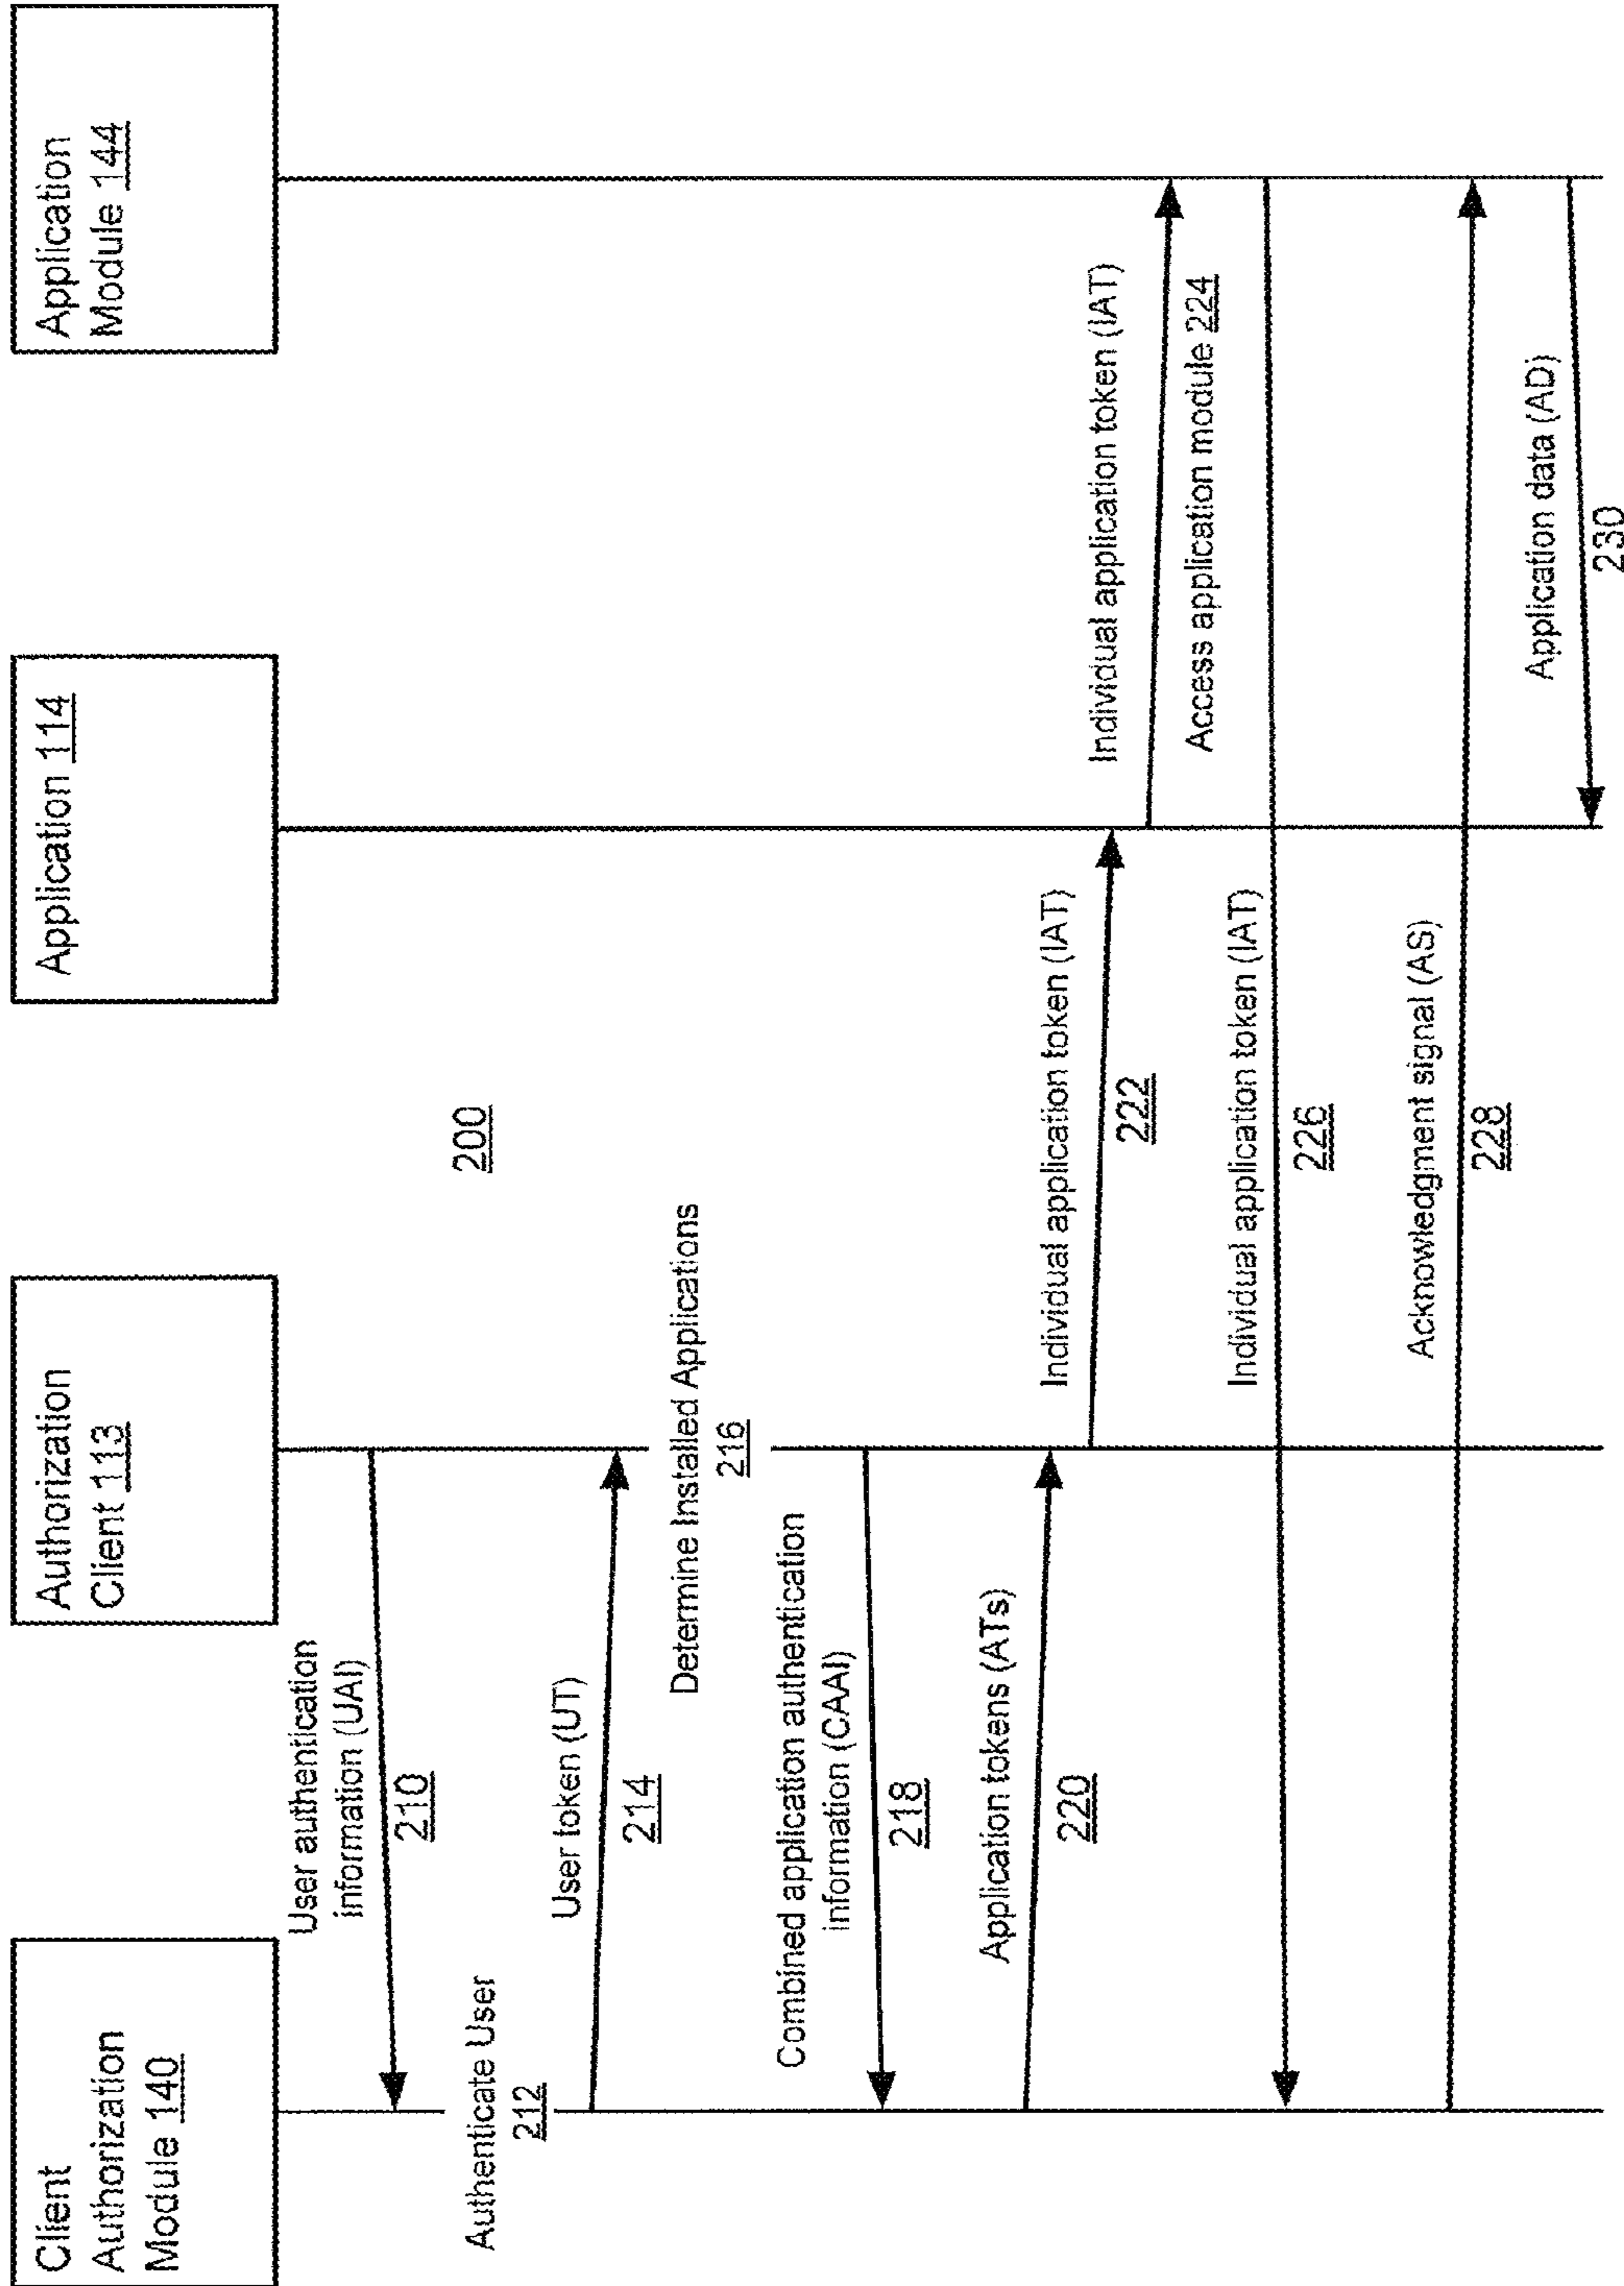 Client
Authorization
Module 140
Authorization
Client 113
Application 114
Application
Module 144
User authentication
information (UAI)
210
Authenticate User
212
User token (UT)
214
200
Determine Installed Applications
216
Combined application authentication
information (CAAI)
218
Application tokens (ATs)
220
Individual application token (IAT)
222
Individual application token (IAT)
Access application module 224
Individual application token (IAT)
226
Acknowledgment signal (AS)
228
Application data (AD)
230